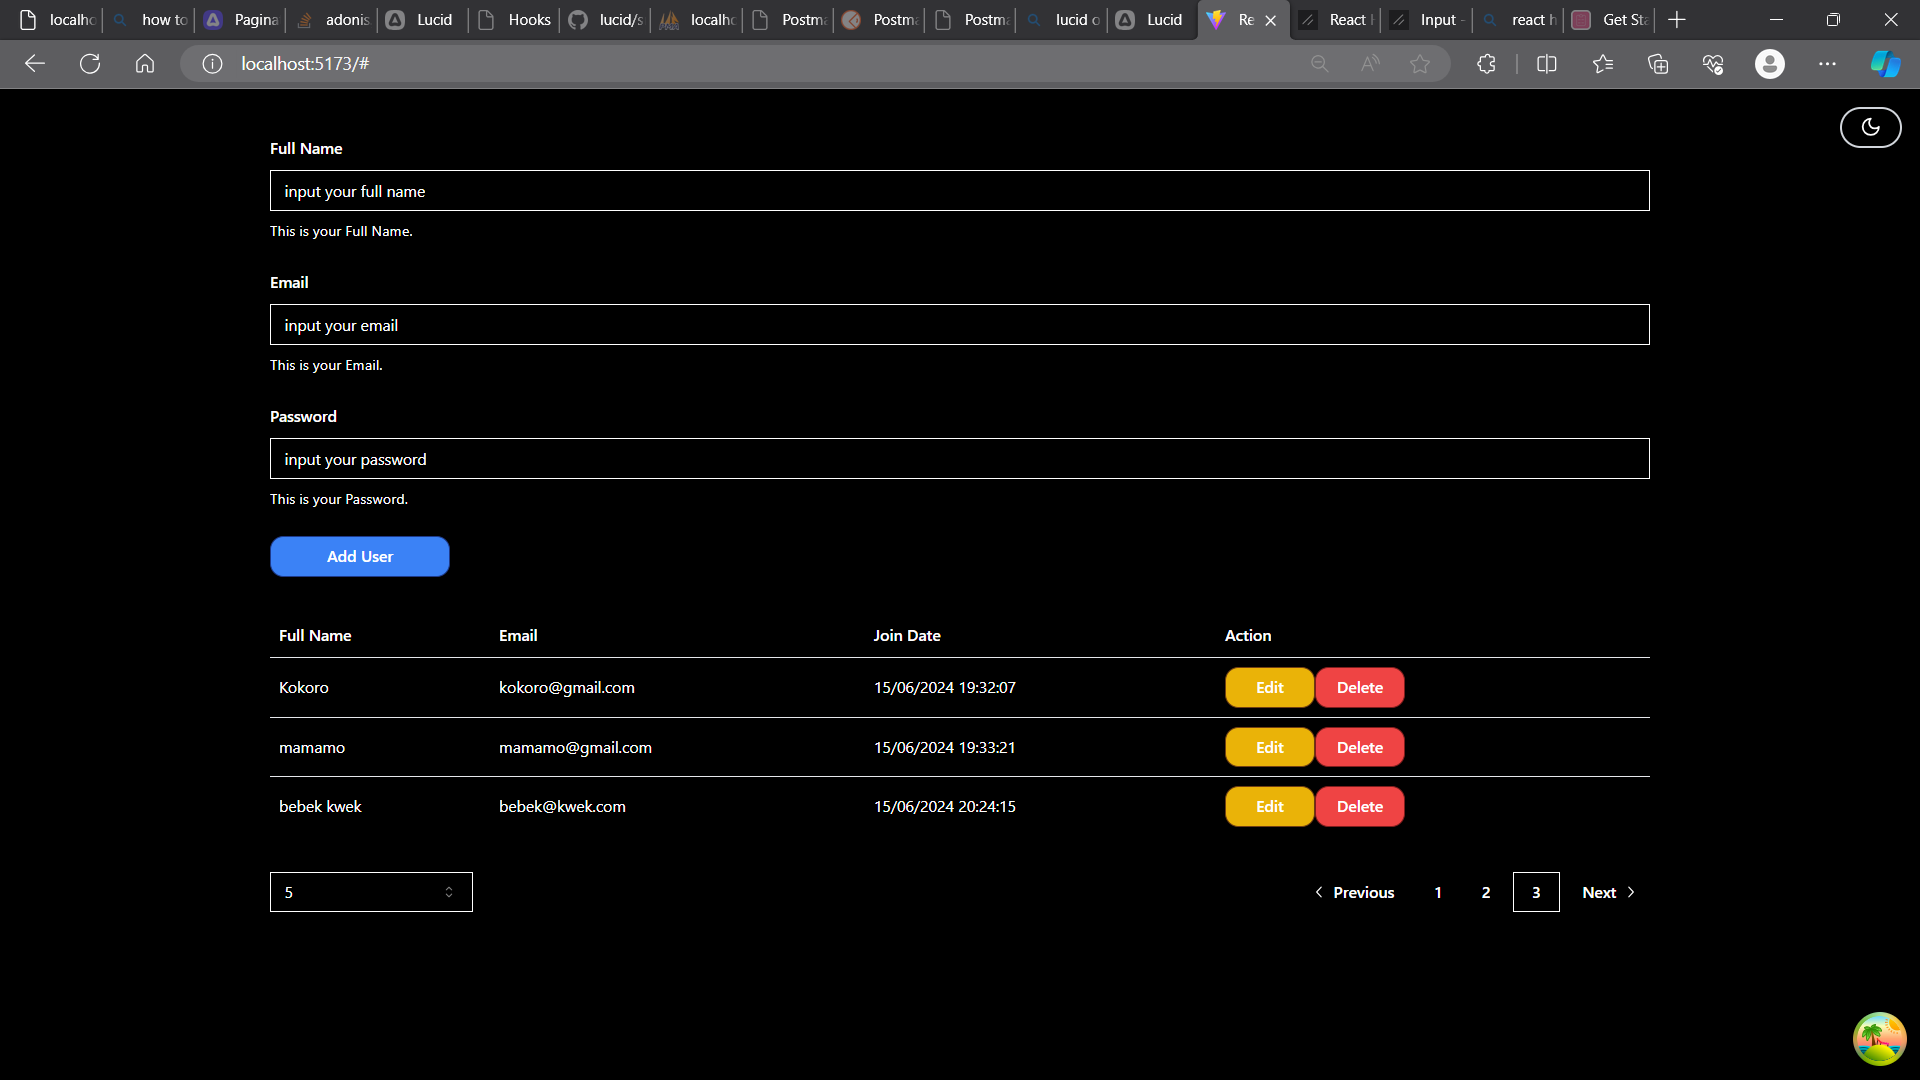 localho
how to
Pagina
adonis
Lucid
Hooks
lucid/s
localho
Postma
Postma
Postma
lucid o
Lucid
Re
React H
Input -
react h
Get Sta
localhost:5173/#
Full Name
input your full name
This is your Full Name.
Email
input your email
This is your Email.
Password
input your password
This is your Password.
Add User
Full Name Email Join Date Action
Kokoro kokoro@gmail.com 15/06/2024 19:32:07 Edit Delete
mamamo mamamo@gmail.com 15/06/2024 19:33:21 Edit Delete
bebek kwek bebek@kwek.com 15/06/2024 20:24:15 Edit Delete
5 Previous 1 2 3 Next